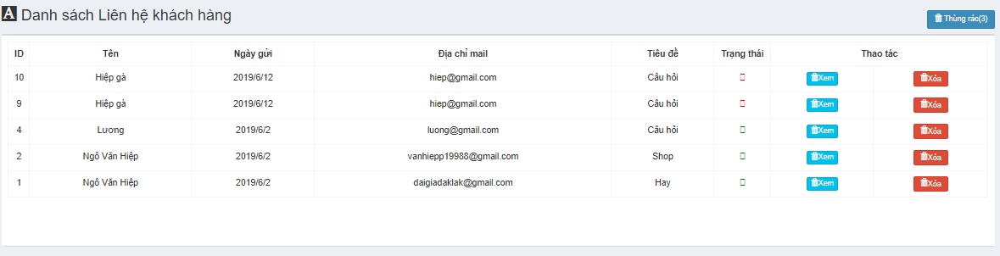 A Danh sách Liên hệ khách hàng
Thùng rác(3)
ID Tên Ngày gửi Địa chỉ mail Tiêu đề Trạng thái Thao tác
10 Hiệp gà 2019/6/12 hiep@gmail.com Câu hỏi Xem Xóa
9 Hiệp gà 2019/6/12 hiep@gmail.com Câu hỏi Xem Xóa
4 Lương 2019/6/2 luong@gmail.com Câu hỏi Xem Xóa
2 Ngô Văn Hiệp 2019/6/2 vanhiepp19988@gmail.com Shop Xem Xóa
1 Ngô Văn Hiệp 2019/6/2 daigiadaklak@gmail.com Hay Xem Xóa